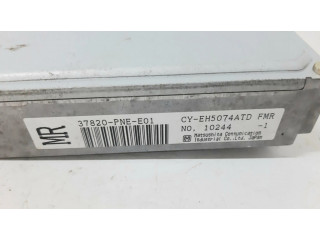 MR
37820-PNE-E01
CY-EH5074ATD FMR
NO. 10244 -1
Matsushita Communication
Industrial Co., Ltd. Japan